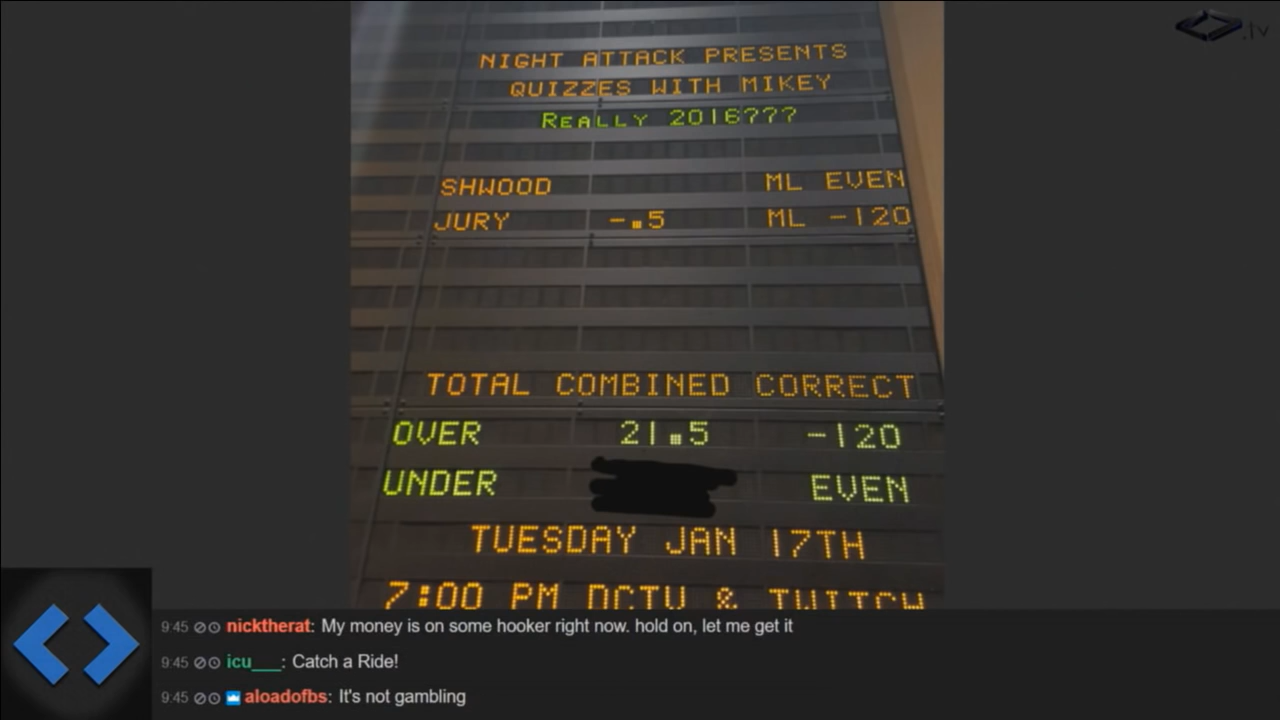 .tv
NIGHT ATTACK PRESENTS
QUIZZES WITH MIKEY
REALLY 2016???
SHWOOD ML EVEN
JURY -.5 ML -120
TOTAL COMBINED CORRECT
OVER 21.5 -120
UNDER EVEN
TUESDAY JAN 17TH
7:00 PM DCTV & TWITCH
9:45 nicktherat: My money is on some hooker right now. hold on, let me get it
9:45 icu___: Catch a Ride!
9:45 aloadofbs: It's not gambling